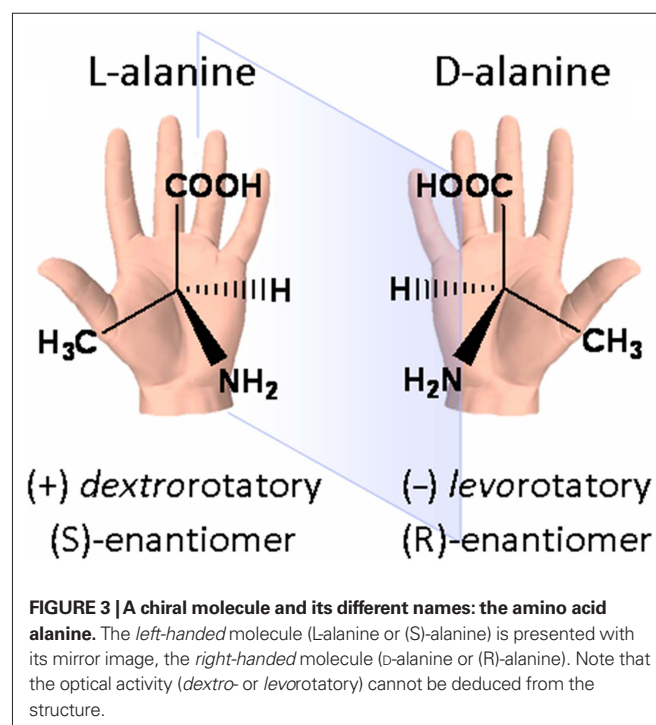 L-alanine
D-alanine
COOH
HOOC
H
H
H₃C
CH₃
NH₂
H₂N
(+) dextrorotatory
(–) levorotatory
(S)-enantiomer
(R)-enantiomer
FIGURE 3 | A chiral molecule and its different names: the amino acid
alanine. The left-handed molecule (L-alanine or (S)-alanine) is presented with
its mirror image, the right-handed molecule (D-alanine or (R)-alanine). Note that
the optical activity (dextro- or levorotatory) cannot be deduced from the
structure.